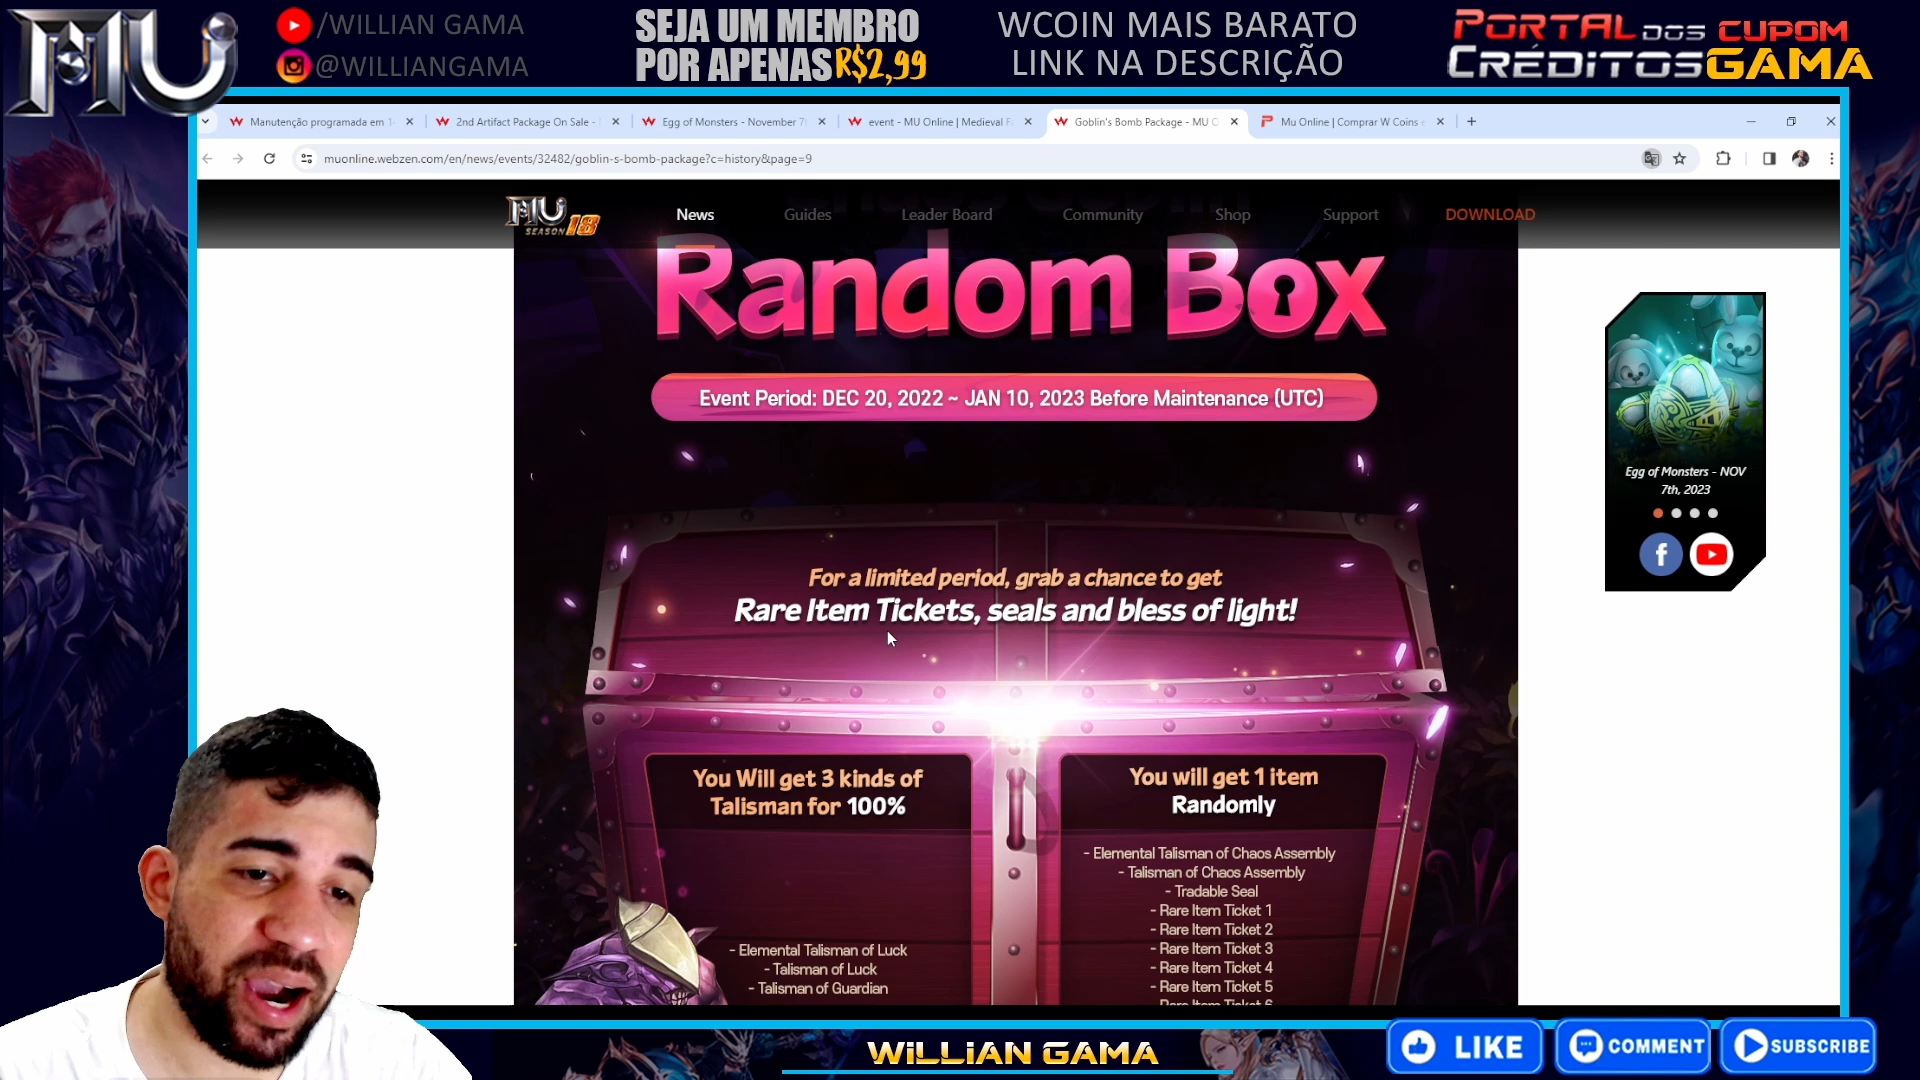 MU
/WILLIAN GAMA
@WILLIANGAMA
SEJA UM MEMBRO
POR APENAS R$2,99
WCOIN MAIS BARATO
LINK NA DESCRIÇÃO
PORTAL DOS
CRÉDITOS
CUPOM
GAMA
Manutenção programada em 1
2nd Artifact Package On Sale -
Egg of Monsters - November 7
event - MU Online | Medieval F
Goblin's Bomb Package - MU O
Mu Online | Comprar W Coins
muonline.webzen.com/en/news/events/32482/goblin-s-bomb-package?c=history&page=9
MU
SEASON 18
News
Guides
Leader Board
Community
Shop
Support
DOWNLOAD
Random Box
Event Period: DEC 20, 2022 ~ JAN 10, 2023 Before Maintenance (UTC)
For a limited period, grab a chance to get
Rare Item Tickets, seals and bless of light!
You Will get 3 kinds of
Talisman for 100%
- Elemental Talisman of Luck
- Talisman of Luck
- Talisman of Guardian
You will get 1 item
Randomly
- Elemental Talisman of Chaos Assembly
- Talisman of Chaos Assembly
- Tradable Seal
- Rare Item Ticket 1
- Rare Item Ticket 2
- Rare Item Ticket 3
- Rare Item Ticket 4
- Rare Item Ticket 5
- Rare Item Ticket 6
Egg of Monsters - NOV
7th, 2023
WiLLiAN GAMA
LIKE
COMMENT
SUBSCRIBE